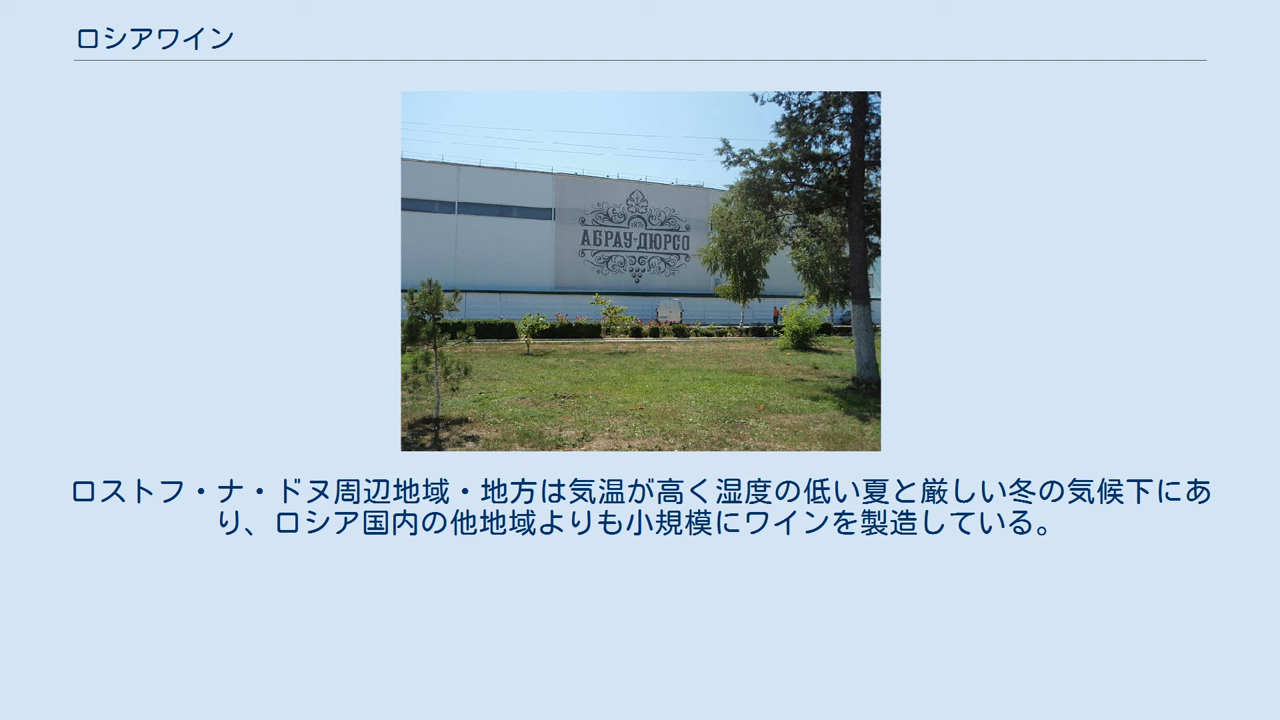 ロシアワイン
1870
АБРАУ-ДЮРСО
ロストフ・ナ・ドヌ周辺地域・地方は気温が高く湿度の低い夏と厳しい冬の気候下にあ
り、ロシア国内の他地域よりも小規模にワインを製造している。